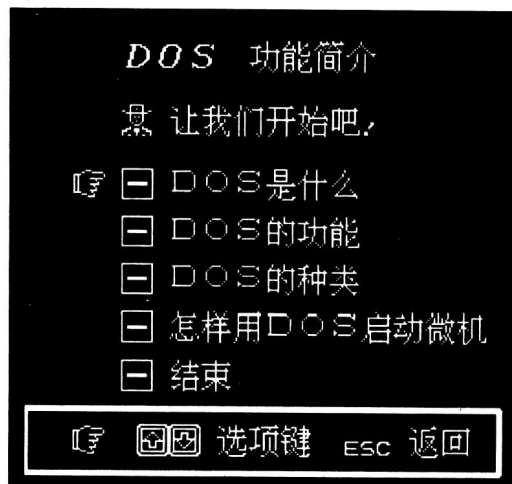 DOS 功能简介
让我们开始吧!
DOS是什么
DOS的功能
DOS的种类
怎样用DOS启动微机
结束
选项键 ESC 返回